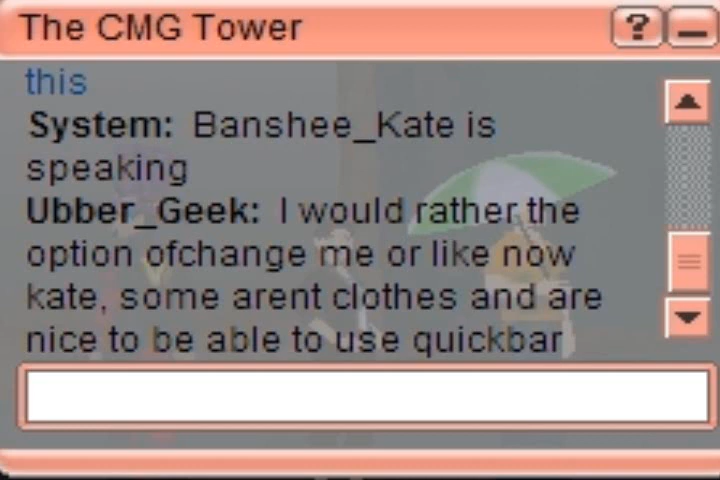 The CMG Tower
?
this
System: Banshee_Kate is
speaking
Ubber_Geek: I would rather the
option ofchange me or like now
kate, some arent clothes and are
nice to be able to use quickbar